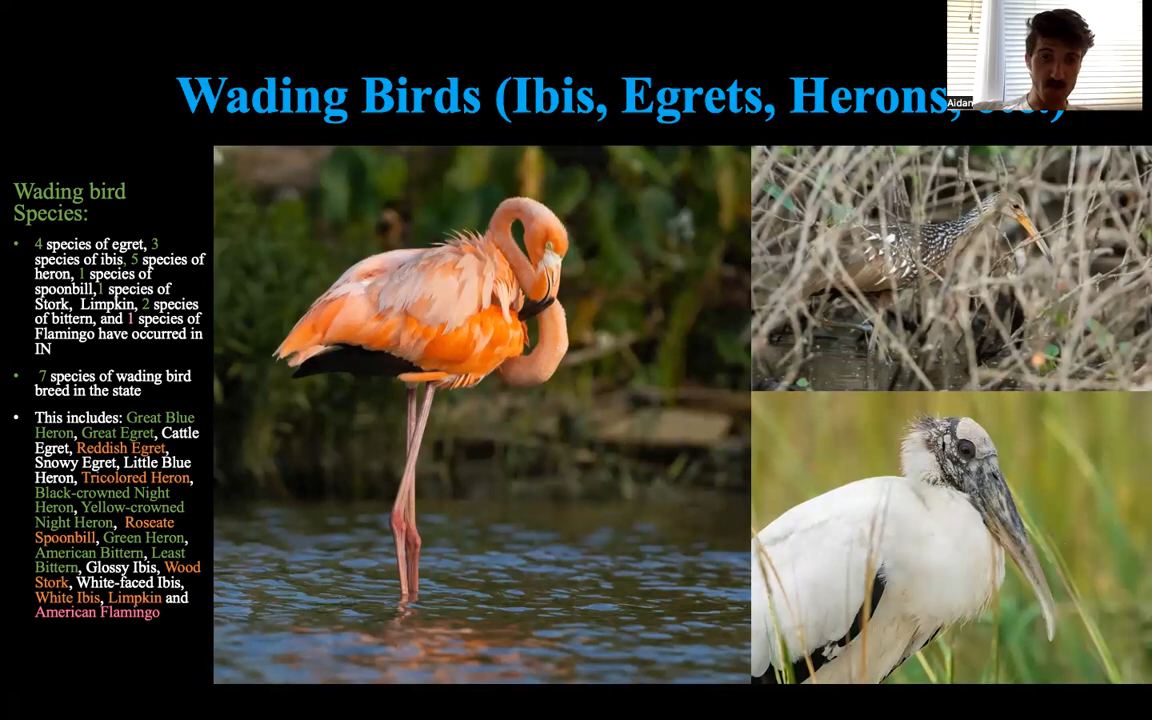 Wading Birds (Ibis, Egrets, Herons, etc.)
Aidan
Wading bird
Species:
• 4 species of egret, 3
species of ibis, 5 species of
heron, 1 species of
spoonbill,1 species of
Stork, Limpkin, 2 species
of bittern, and 1 species of
Flamingo have occurred in
IN
• 7 species of wading bird
breed in the state
• This includes: Great Blue
Heron, Great Egret, Cattle
Egret, Reddish Egret,
Snowy Egret, Little Blue
Heron, Tricolored Heron,
Black-crowned Night
Heron, Yellow-crowned
Night Heron, Roseate
Spoonbill, Green Heron,
American Bittern, Least
Bittern, Glossy Ibis, Wood
Stork, White-faced Ibis,
White Ibis, Limpkin and
American Flamingo